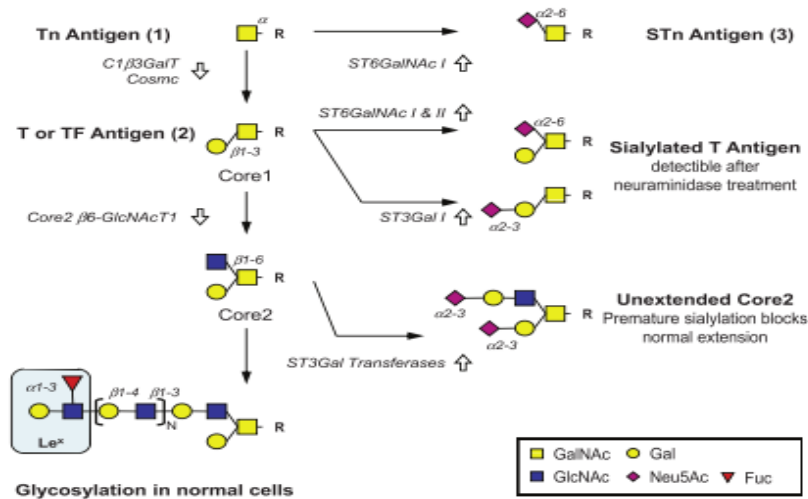 Tn Antigen (1)
α
R
α2-6
R
STn Antigen (3)
C1β3GalT
Cosmc
ST6GalNAc I
ST6GalNAc I & II
T or TF Antigen (2)
R
β1-3
Core1
α2-6
R
Sialylated T Antigen
detectible after
neuraminidase treatment
Core2 β6-GlcNAcT1
ST3Gal I
R
α2-3
β1-6
R
Core2
α2-3
R
α2-3
Unextended Core2
Premature sialylation blocks
normal extension
ST3Gal Transferases
α1-3
β1-4
β1-3
N
R
Leˣ
GalNAc
Gal
GlcNAc
Neu5Ac
Fuc
Glycosylation in normal cells